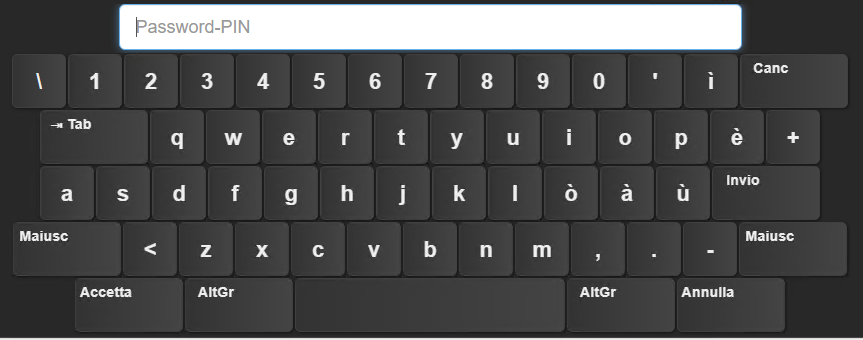 Password-PIN
\ 1 2 3 4 5 6 7 8 9 0 ' ì Canc
⇥ Tab q w e r t y u i o p è +
a s d f g h j k l ò à ù Invio
Maiusc < z x c v b n m , . - Maiusc
Accetta AltGr AltGr Annulla